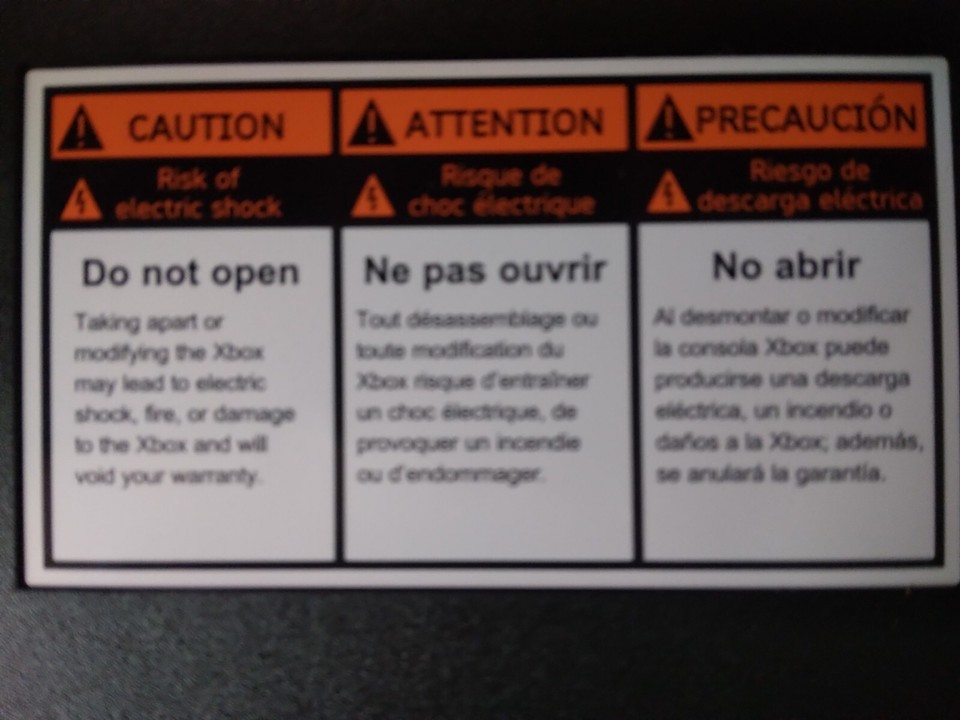 CAUTION
Risk of
electric shock
Do not open
Taking apart or
modifying the Xbox
may lead to electric
shock, fire, or damage
to the Xbox and will
void your warranty.
ATTENTION
Risque de
choc électrique
Ne pas ouvrir
Tout désassemblage ou
toute modification du
Xbox risque d'entraîner
un choc électrique, de
provoquer un incendie
ou d'endommager.
PRECAUCIÓN
Riesgo de
descarga eléctrica
No abrir
Al desmontar o modificar
la consola Xbox puede
producirse una descarga
eléctrica, un incendio o
daños a la Xbox; además,
se anulará la garantía.